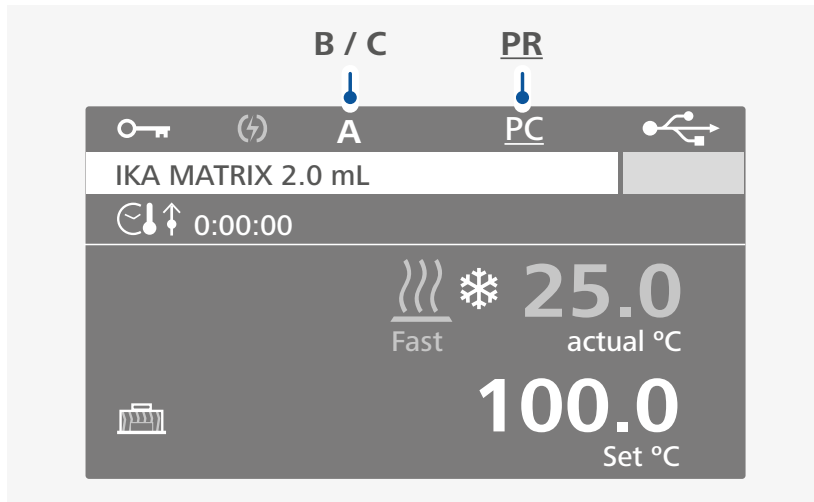 B / C PR
A PC
IKA MATRIX 2.0 mL
0:00:00
25.0
Fast actual °C
100.0
Set °C